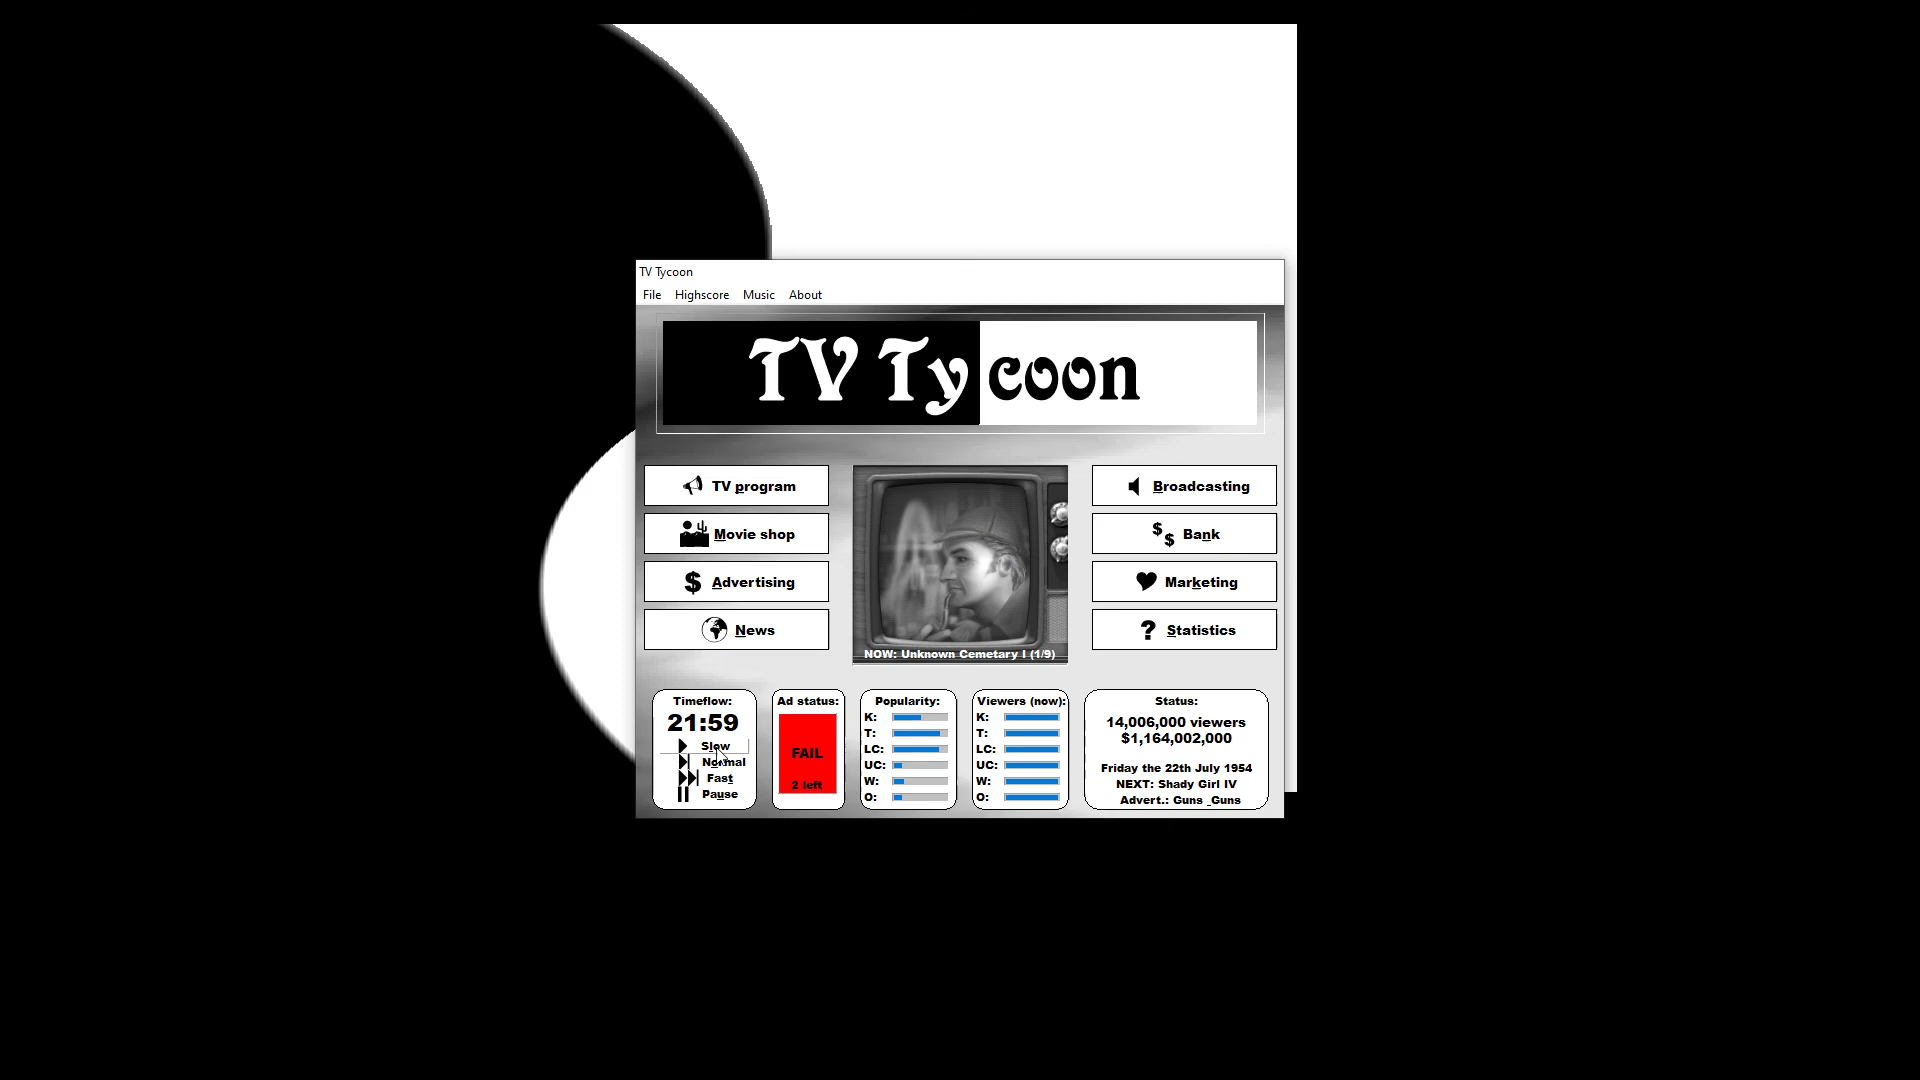 TV Tycoon
File Highscore Music About
TV Tycoon
TV program
Movie shop
Advertising
News
NOW: Unknown Cemetary I (1/9)
Broadcasting
$$ Bank
Marketing
? Statistics
Timeflow:
21:59
Slow
Normal
Fast
Pause
Ad status:
FAIL
2 left
Popularity:
K:
T:
LC:
UC:
W:
O:
Viewers (now):
K:
T:
LC:
UC:
W:
O:
Status:
14,006,000 viewers
$1,164,002,000
Friday the 22th July 1954
NEXT: Shady Girl IV
Advert.: Guns _Guns